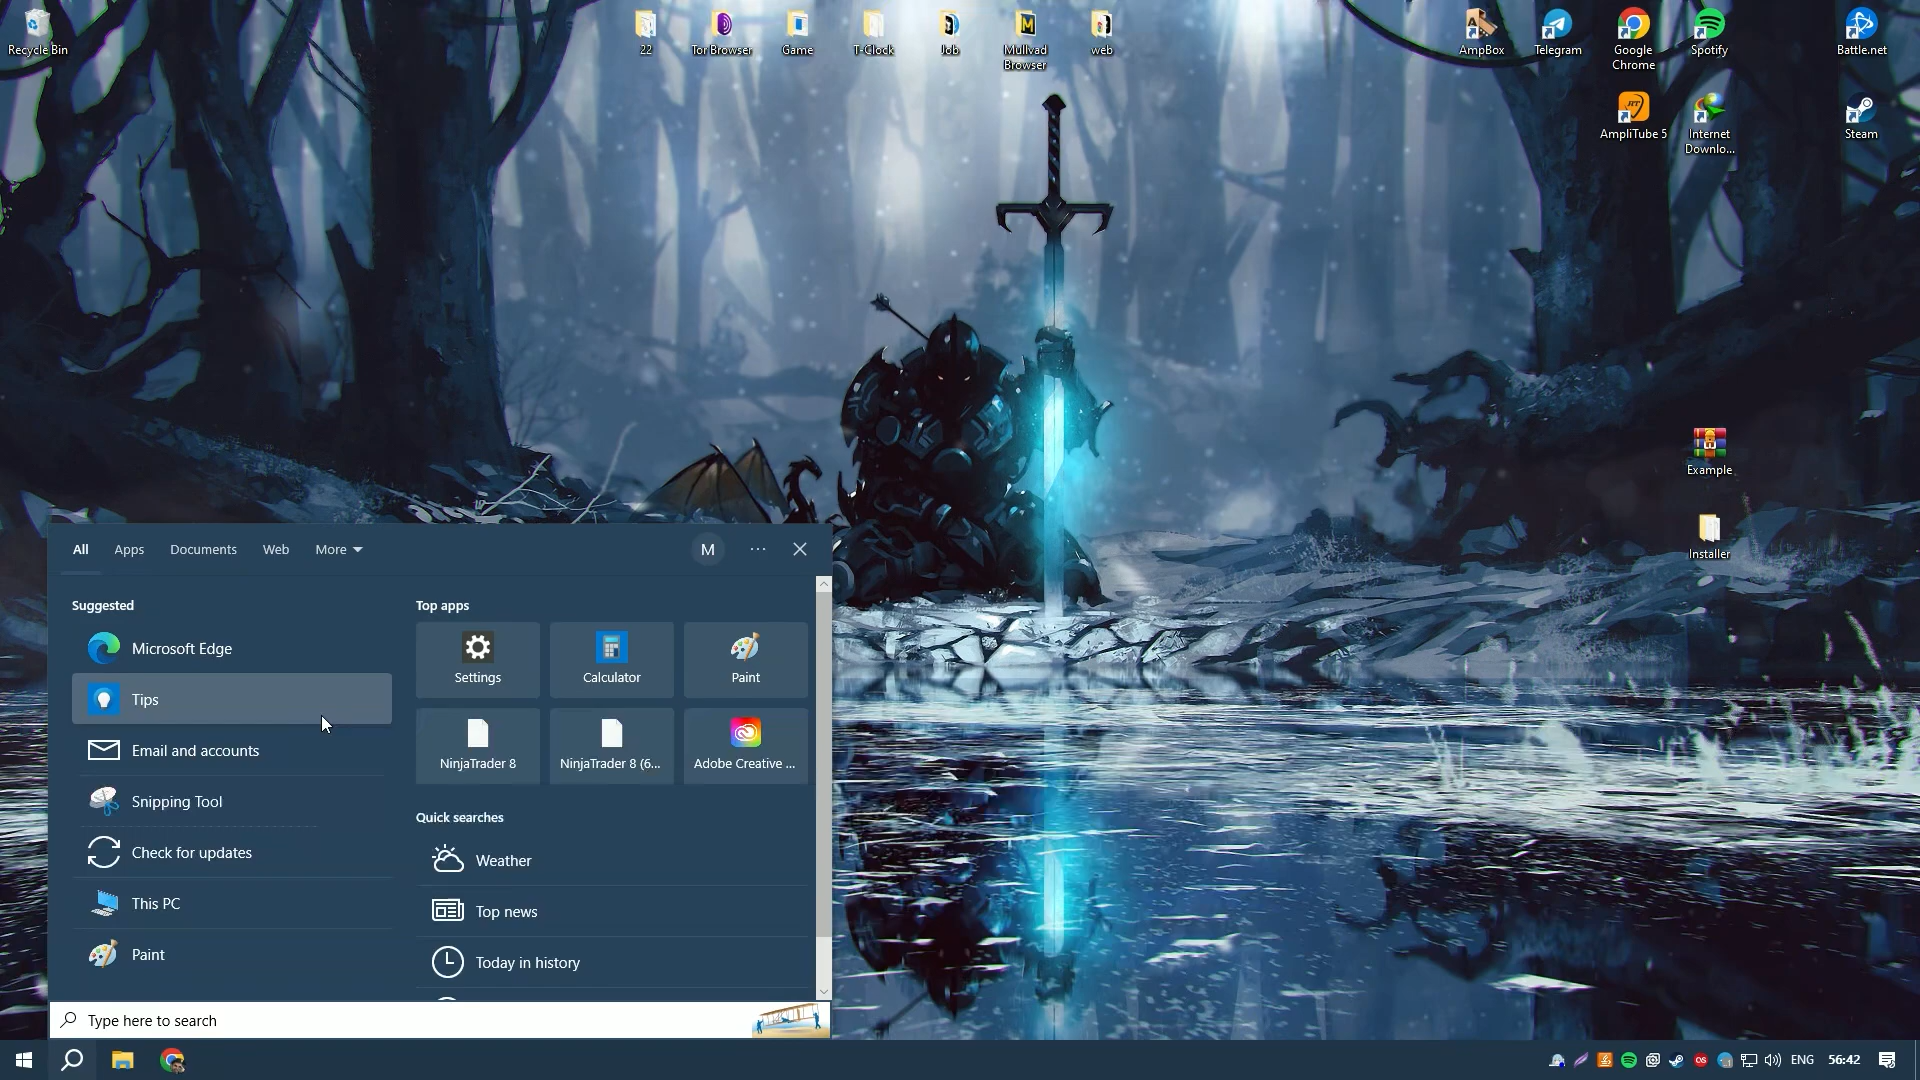 Recycle Bin
22
Tor Browser
Game
T-Clock
Job
Mullvad
Browser
web
AmpBox
Telegram
Google
Chrome
Spotify
Battle.net
AmpliTube 5
Internet
Downlo...
Steam
Example
Installer
All
Apps
Documents
Web
More
M
Suggested
Microsoft Edge
Tips
Email and accounts
Snipping Tool
Check for updates
This PC
Paint
Top apps
Settings
Calculator
Paint
NinjaTrader 8
NinjaTrader 8 (6...
Adobe Creative ...
Quick searches
Weather
Top news
Today in history
Type here to search
ENG
56:42